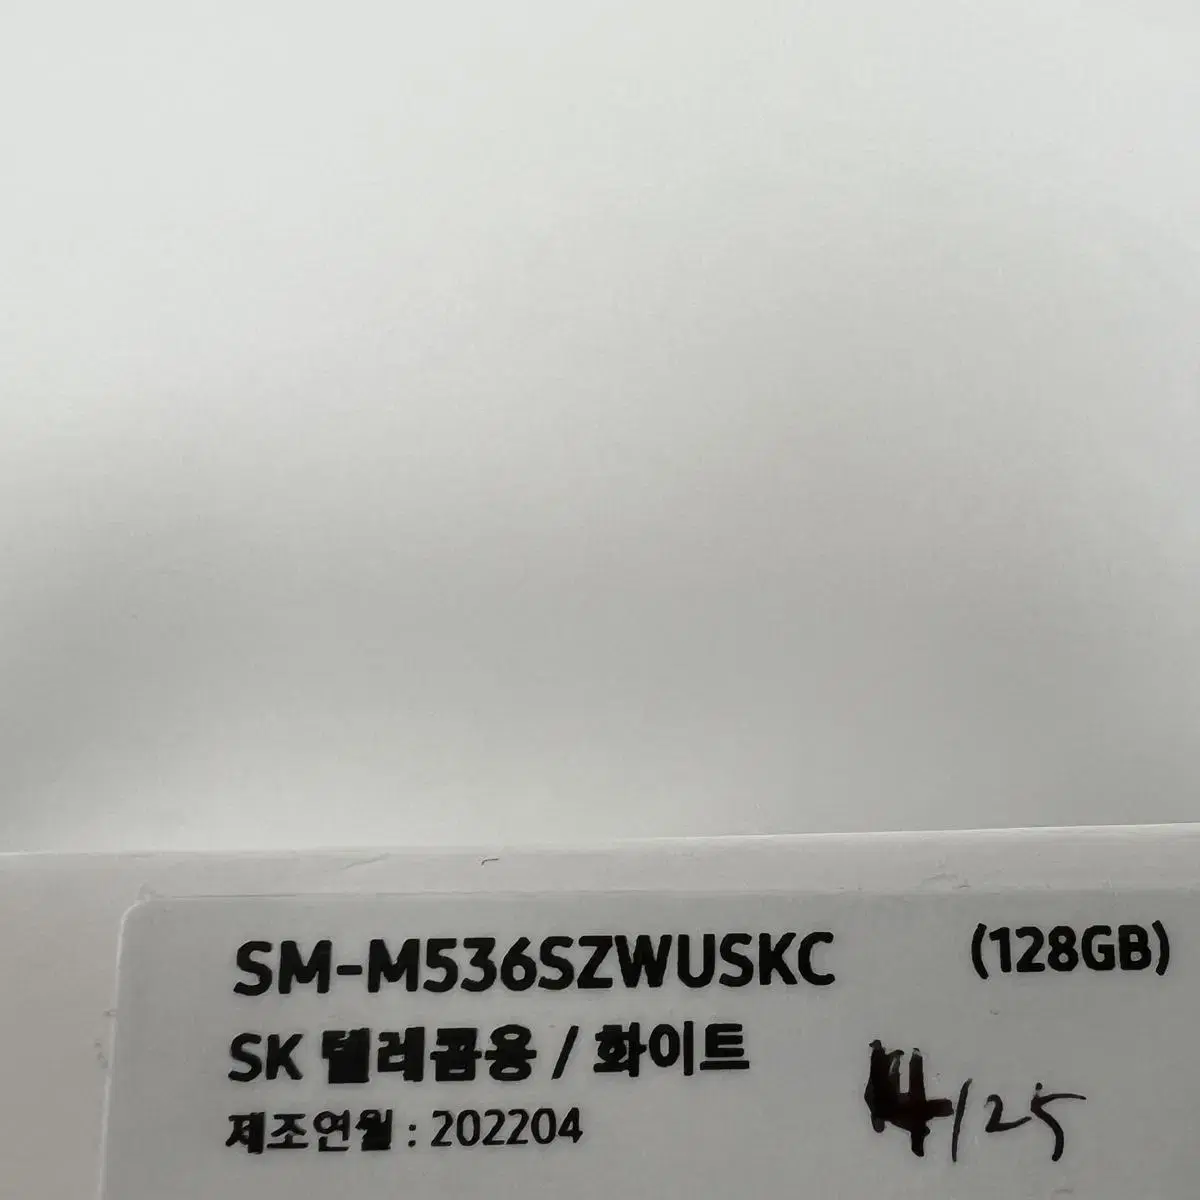 SM-M536SZWUSKC (128GB)
SK 텔레콤용 / 화이트
제조연월 : 202204
4/25